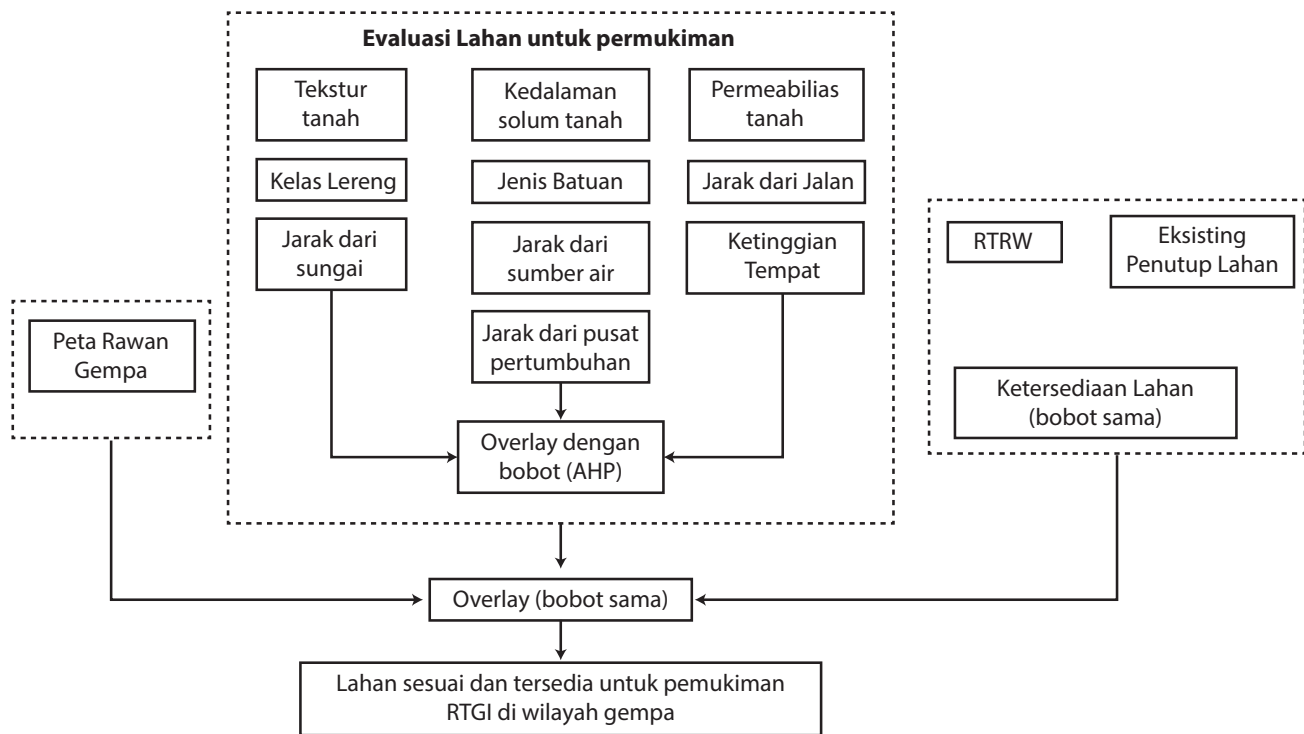 Evaluasi Lahan untuk permukiman
Tekstur
tanah
Kedalaman
solum tanah
Permeabilias
tanah
Kelas Lereng
Jenis Batuan
Jarak dari Jalan
Jarak dari
sungai
Jarak dari
sumber air
Ketinggian
Tempat
Jarak dari pusat
pertumbuhan
Overlay dengan
bobot (AHP)
Peta Rawan
Gempa
RTRW
Eksisting
Penutup Lahan
Ketersediaan Lahan
(bobot sama)
Overlay (bobot sama)
Lahan sesuai dan tersedia untuk pemukiman
RTGI di wilayah gempa